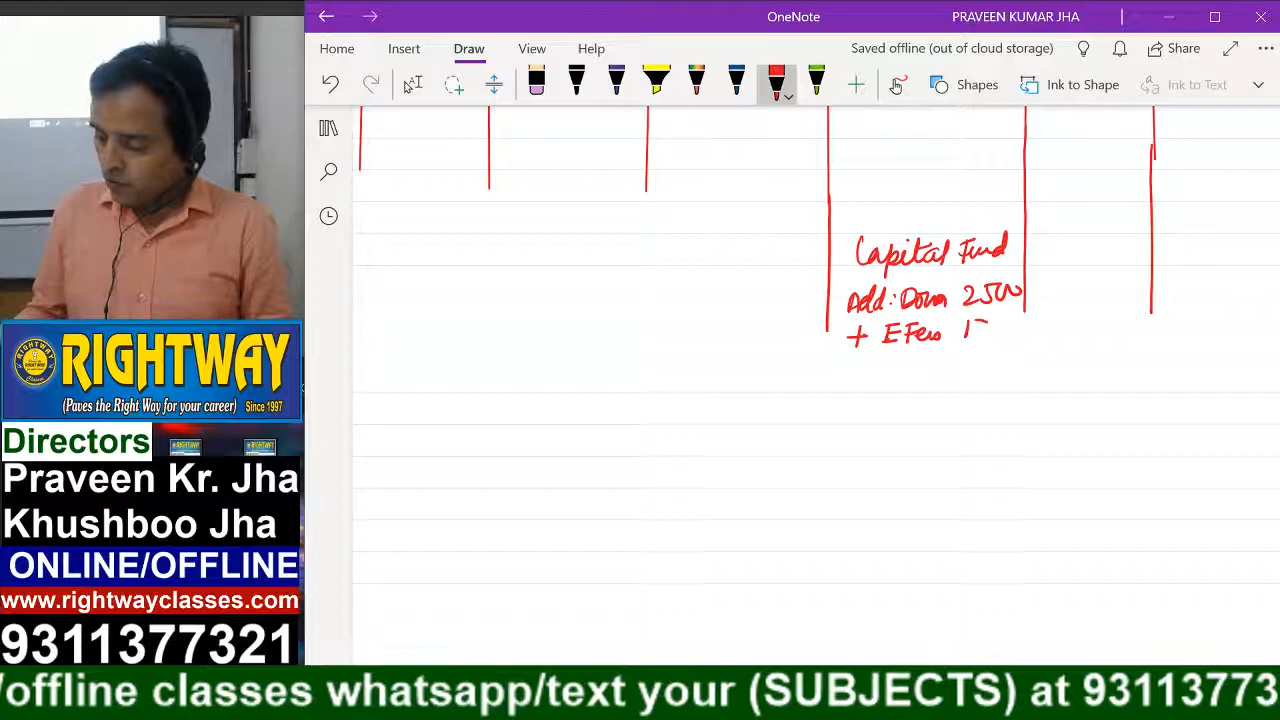 OneNote
PRAVEEN KUMAR JHA
Home Insert Draw View Help
Saved offline (out of cloud storage)
Share
Shapes
Ink to Shape
Ink to Text
Capital Fund
Add: Don 2500
+ E Fees
RIGHTWAY
(Paves the Right Way for your career) Since 1997
Directors
Praveen Kr. Jha
Khushboo Jha
ONLINE/OFFLINE
www.rightwayclasses.com
9311377321
/offline classes whatsapp/text your (SUBJECTS) at 93113773